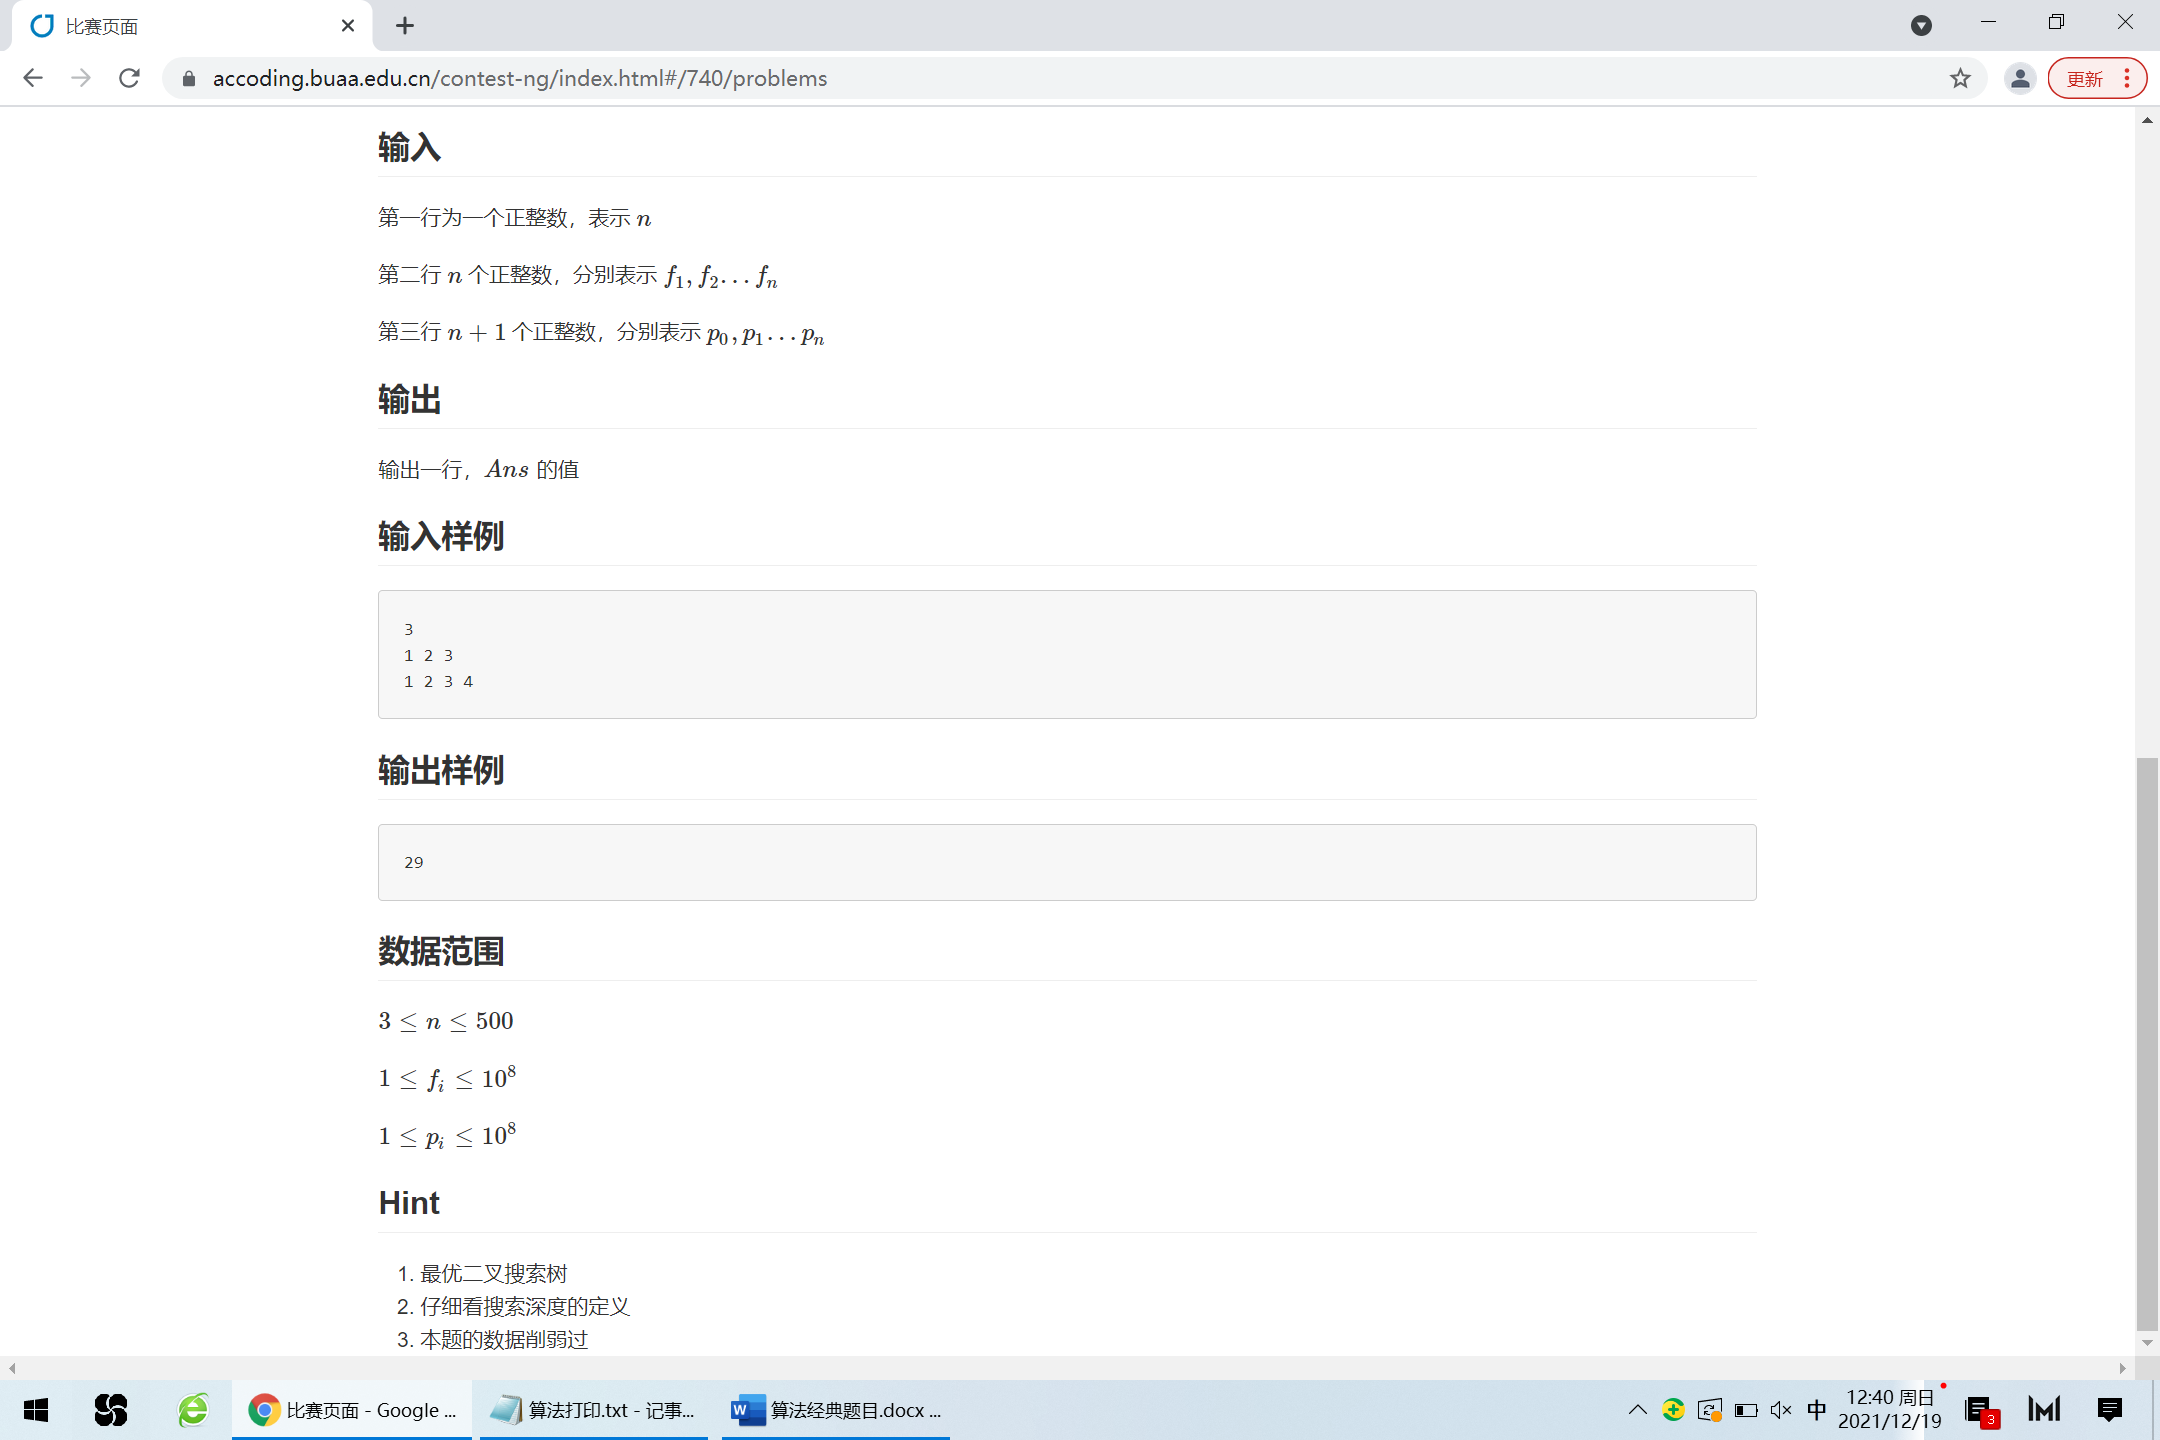 比赛页面
accoding.buaa.edu.cn/contest-ng/index.html#/740/problems
更新
输入
第一行为一个正整数，表示 n
第二行 n 个正整数，分别表示 f₁, f₂...fₙ
第三行 n + 1 个正整数，分别表示 p₀, p₁...pₙ
输出
输出一行，Ans 的值
输入样例
3
1 2 3
1 2 3 4
输出样例
29
数据范围
3 ≤ n ≤ 500
1 ≤ fᵢ ≤ 10⁸
1 ≤ pᵢ ≤ 10⁸
Hint
1. 最优二叉搜索树
2. 仔细看搜索深度的定义
3. 本题的数据削弱过
比赛页面 - Google ...
算法打印.txt - 记事...
W
算法经典题目.docx ...
中
12:40 周日
2021/12/19
3